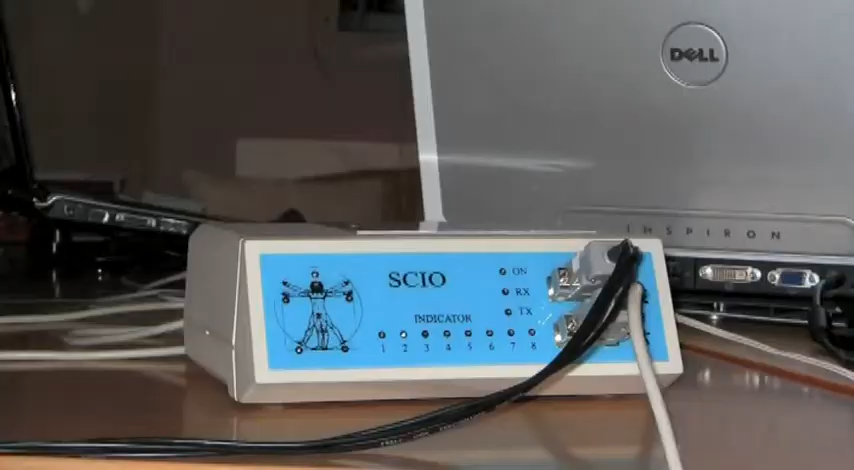 DELL
INSPIRON
SCIO
ON
RX
TX
INDICATOR
1 2 3 4 5 6 7 8